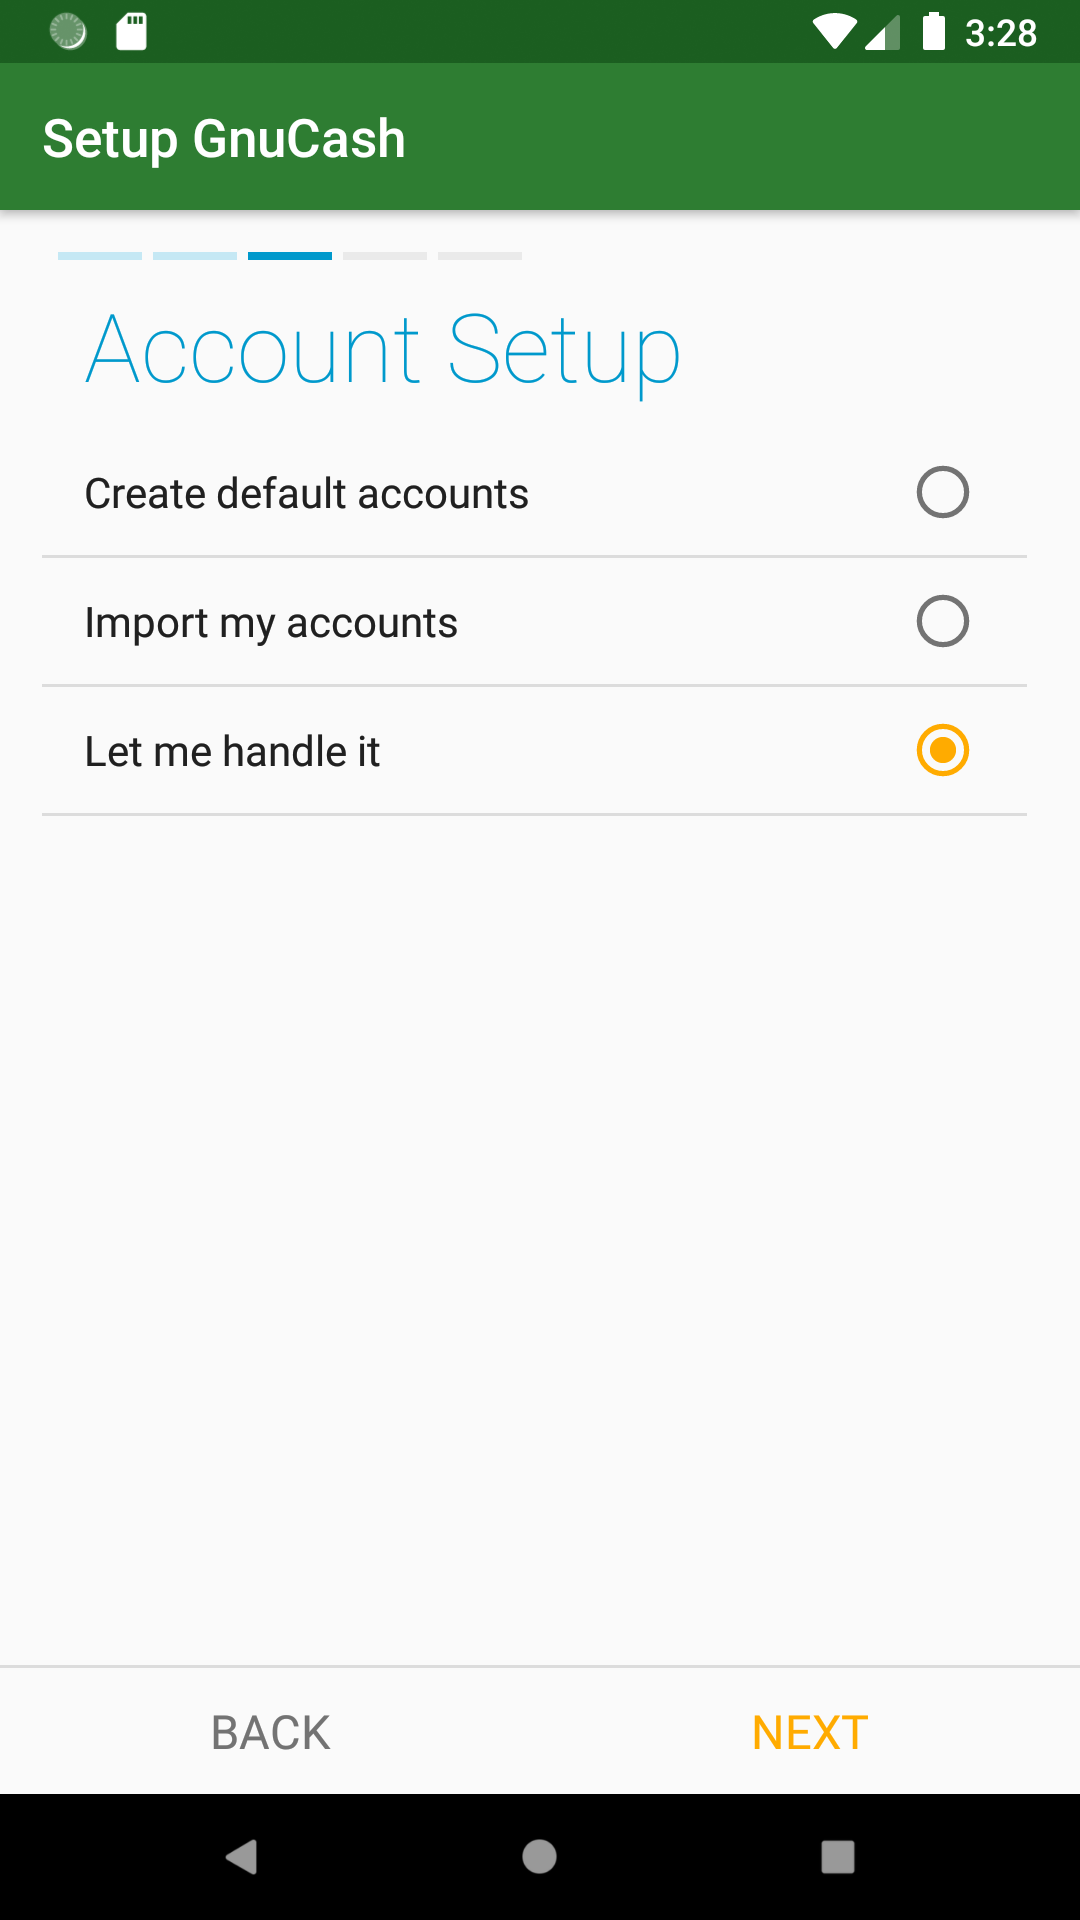 3:28
Setup GnuCash
Account Setup
Create default accounts
Import my accounts
Let me handle it
BACK
NEXT